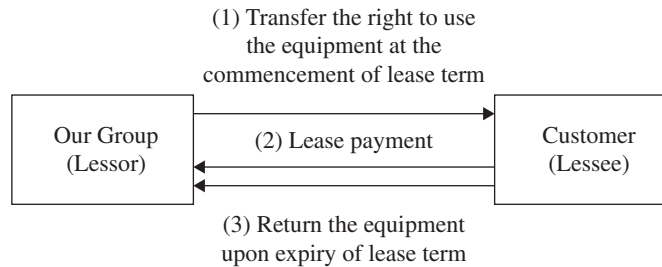 (1) Transfer the right to use
the equipment at the
commencement of lease term
Our Group
(Lessor)
(2) Lease payment
Customer
(Lessee)
(3) Return the equipment
upon expiry of lease term